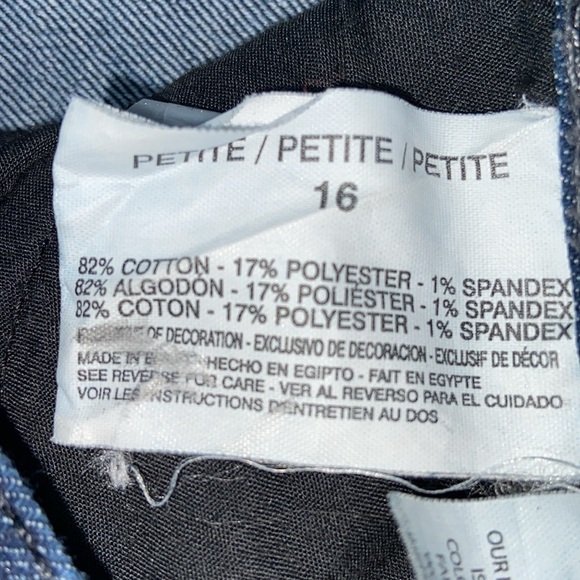 PETITE / PETITE / PETITE
16
82% COTTON - 17% POLYESTER - 1% SPANDEX
82% ALGODÓN - 17% POLIÉSTER - 1% SPANDEX
82% COTON - 17% POLYESTER - 1% SPANDEX
OF DECORATION - EXCLUSIVO DE DECORACION - EXCLUSIF DE DÉCOR
MADE IN HECHO EN EGIPTO - FAIT EN EGYPTE
SEE REVERSE FOR CARE - VER AL REVERSO PARA EL CUIDADO
VOIR LES INSTRUCTIONS D'ENTRETIEN AU DOS
OUR